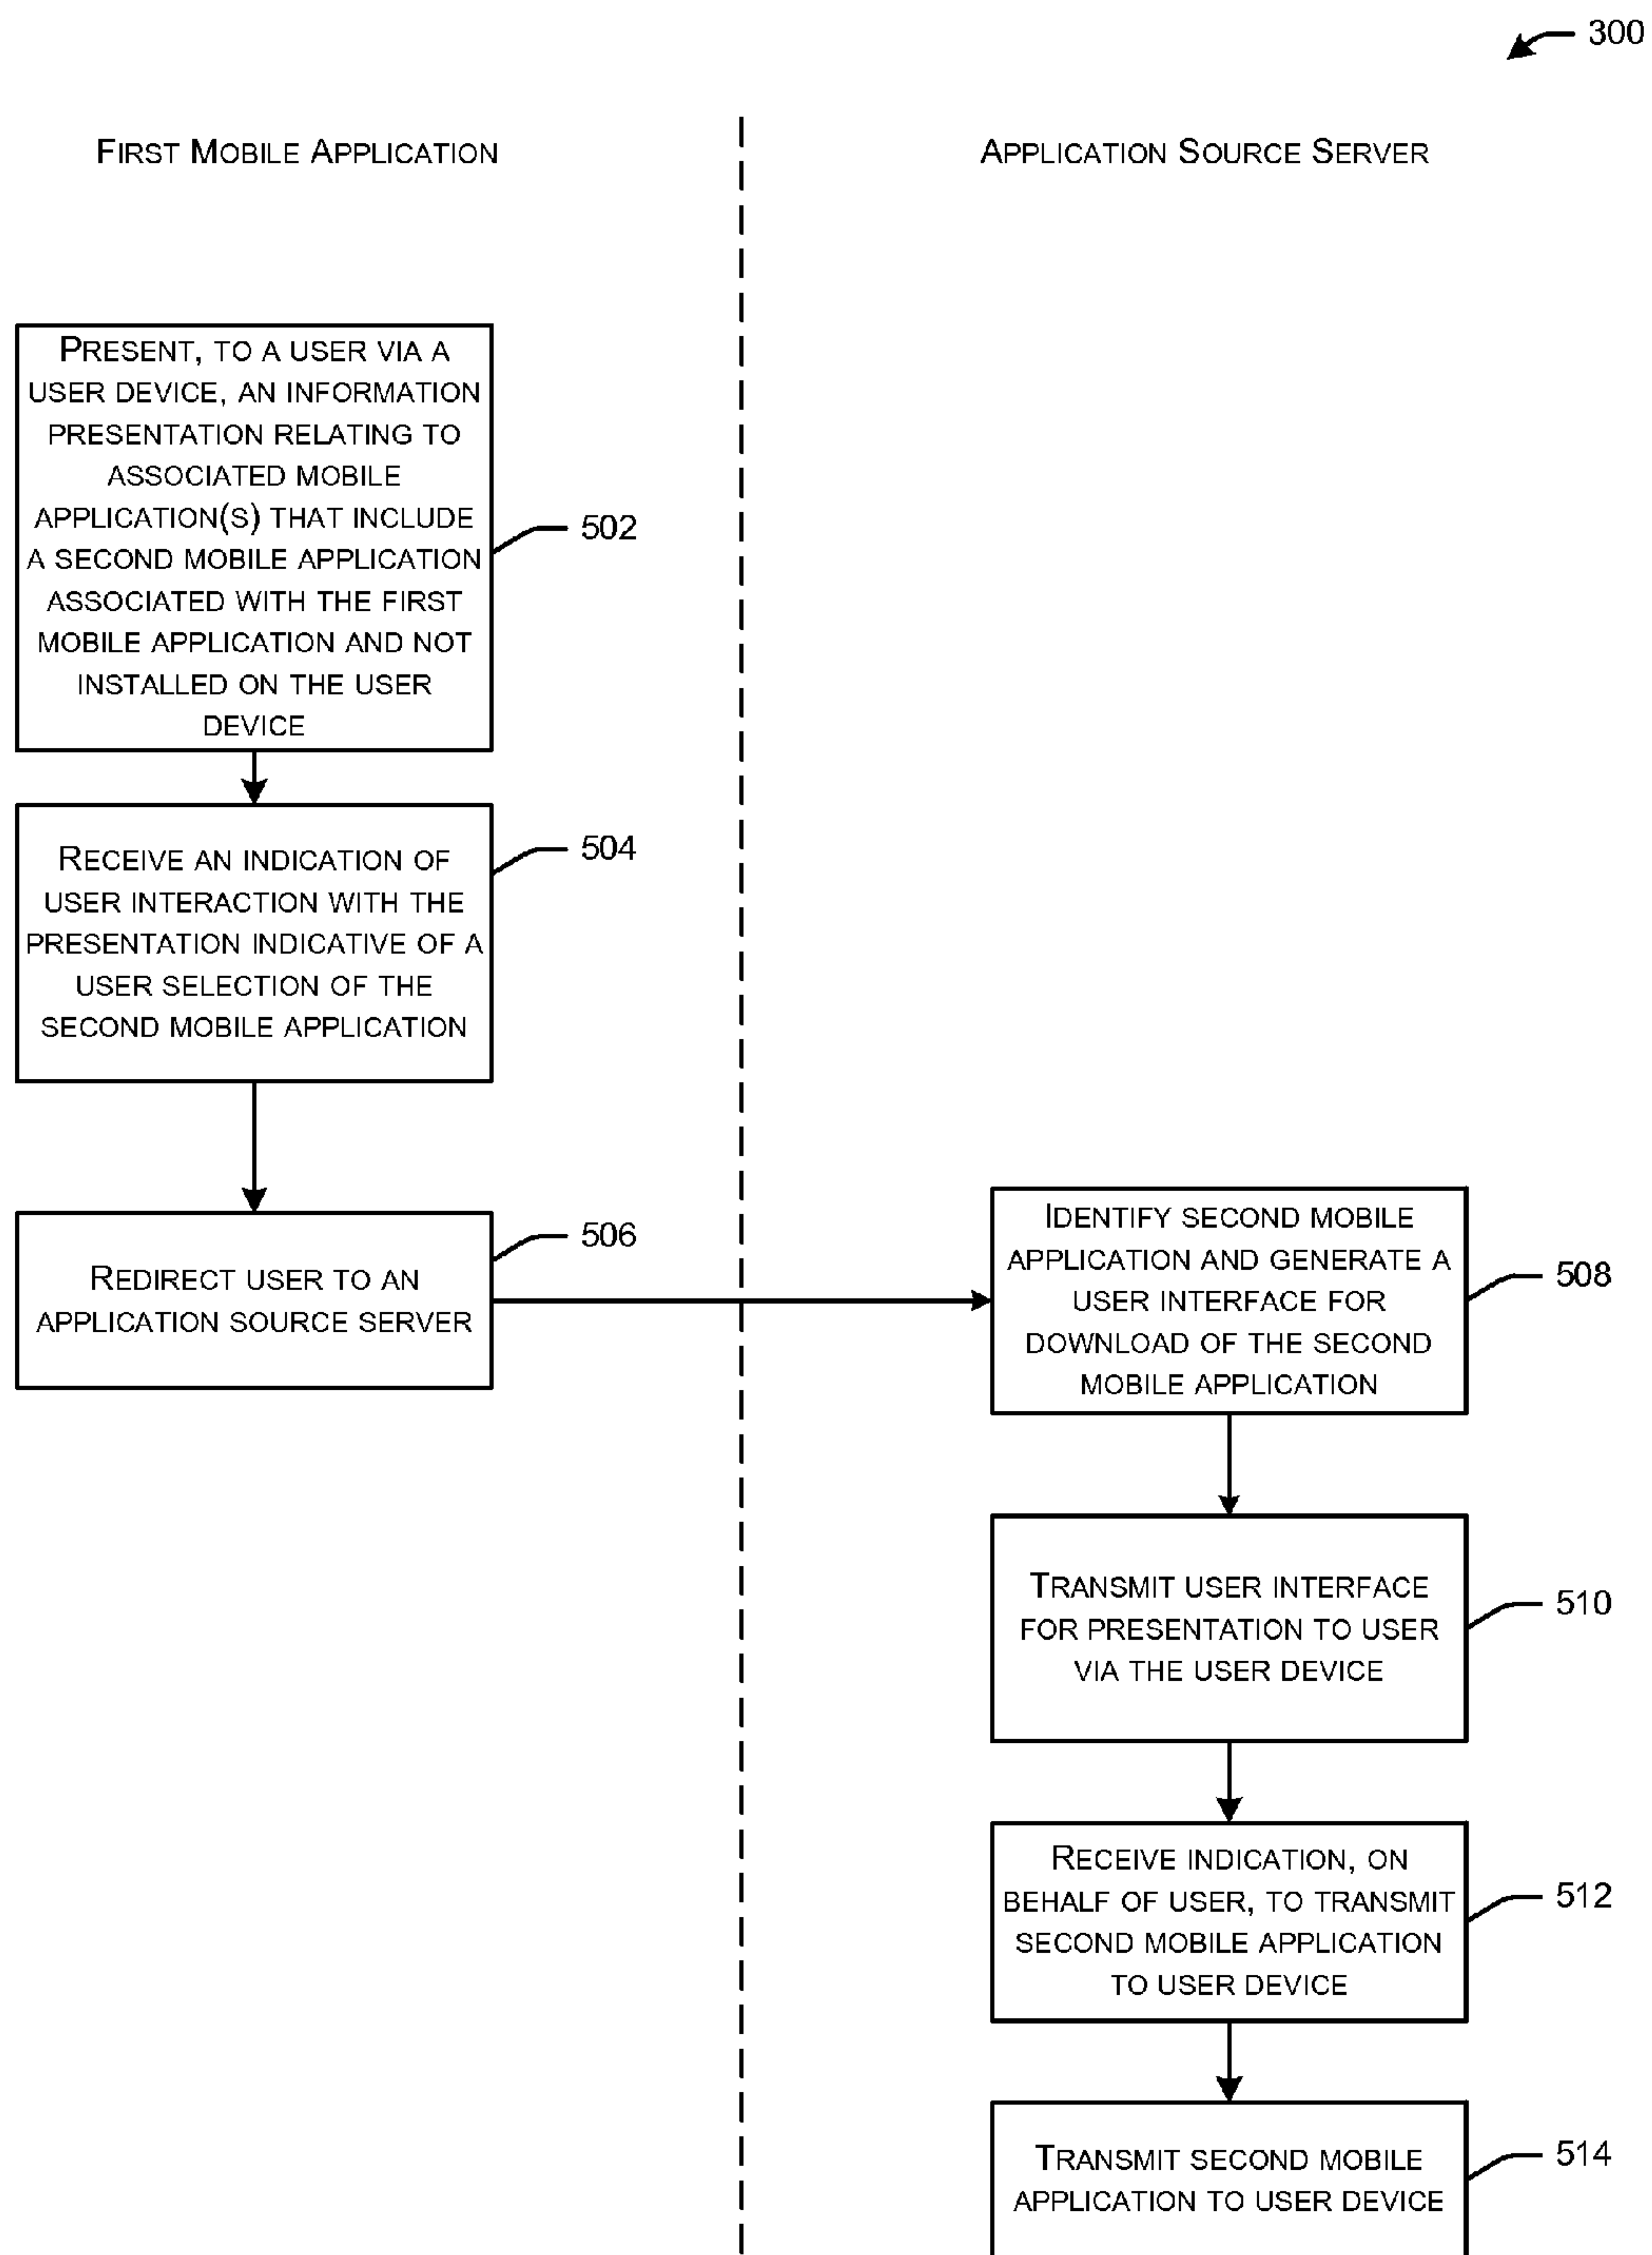 300
FIRST MOBILE APPLICATION
APPLICATION SOURCE SERVER
PRESENT, TO A USER VIA A
USER DEVICE, AN INFORMATION
PRESENTATION RELATING TO
ASSOCIATED MOBILE
APPLICATION(S) THAT INCLUDE
A SECOND MOBILE APPLICATION
ASSOCIATED WITH THE FIRST
MOBILE APPLICATION AND NOT
INSTALLED ON THE USER
DEVICE
502
RECEIVE AN INDICATION OF
USER INTERACTION WITH THE
PRESENTATION INDICATIVE OF A
USER SELECTION OF THE
SECOND MOBILE APPLICATION
504
REDIRECT USER TO AN
APPLICATION SOURCE SERVER
506
IDENTIFY SECOND MOBILE
APPLICATION AND GENERATE A
USER INTERFACE FOR
DOWNLOAD OF THE SECOND
MOBILE APPLICATION
508
TRANSMIT USER INTERFACE
FOR PRESENTATION TO USER
VIA THE USER DEVICE
510
RECEIVE INDICATION, ON
BEHALF OF USER, TO TRANSMIT
SECOND MOBILE APPLICATION
TO USER DEVICE
512
TRANSMIT SECOND MOBILE
APPLICATION TO USER DEVICE
514